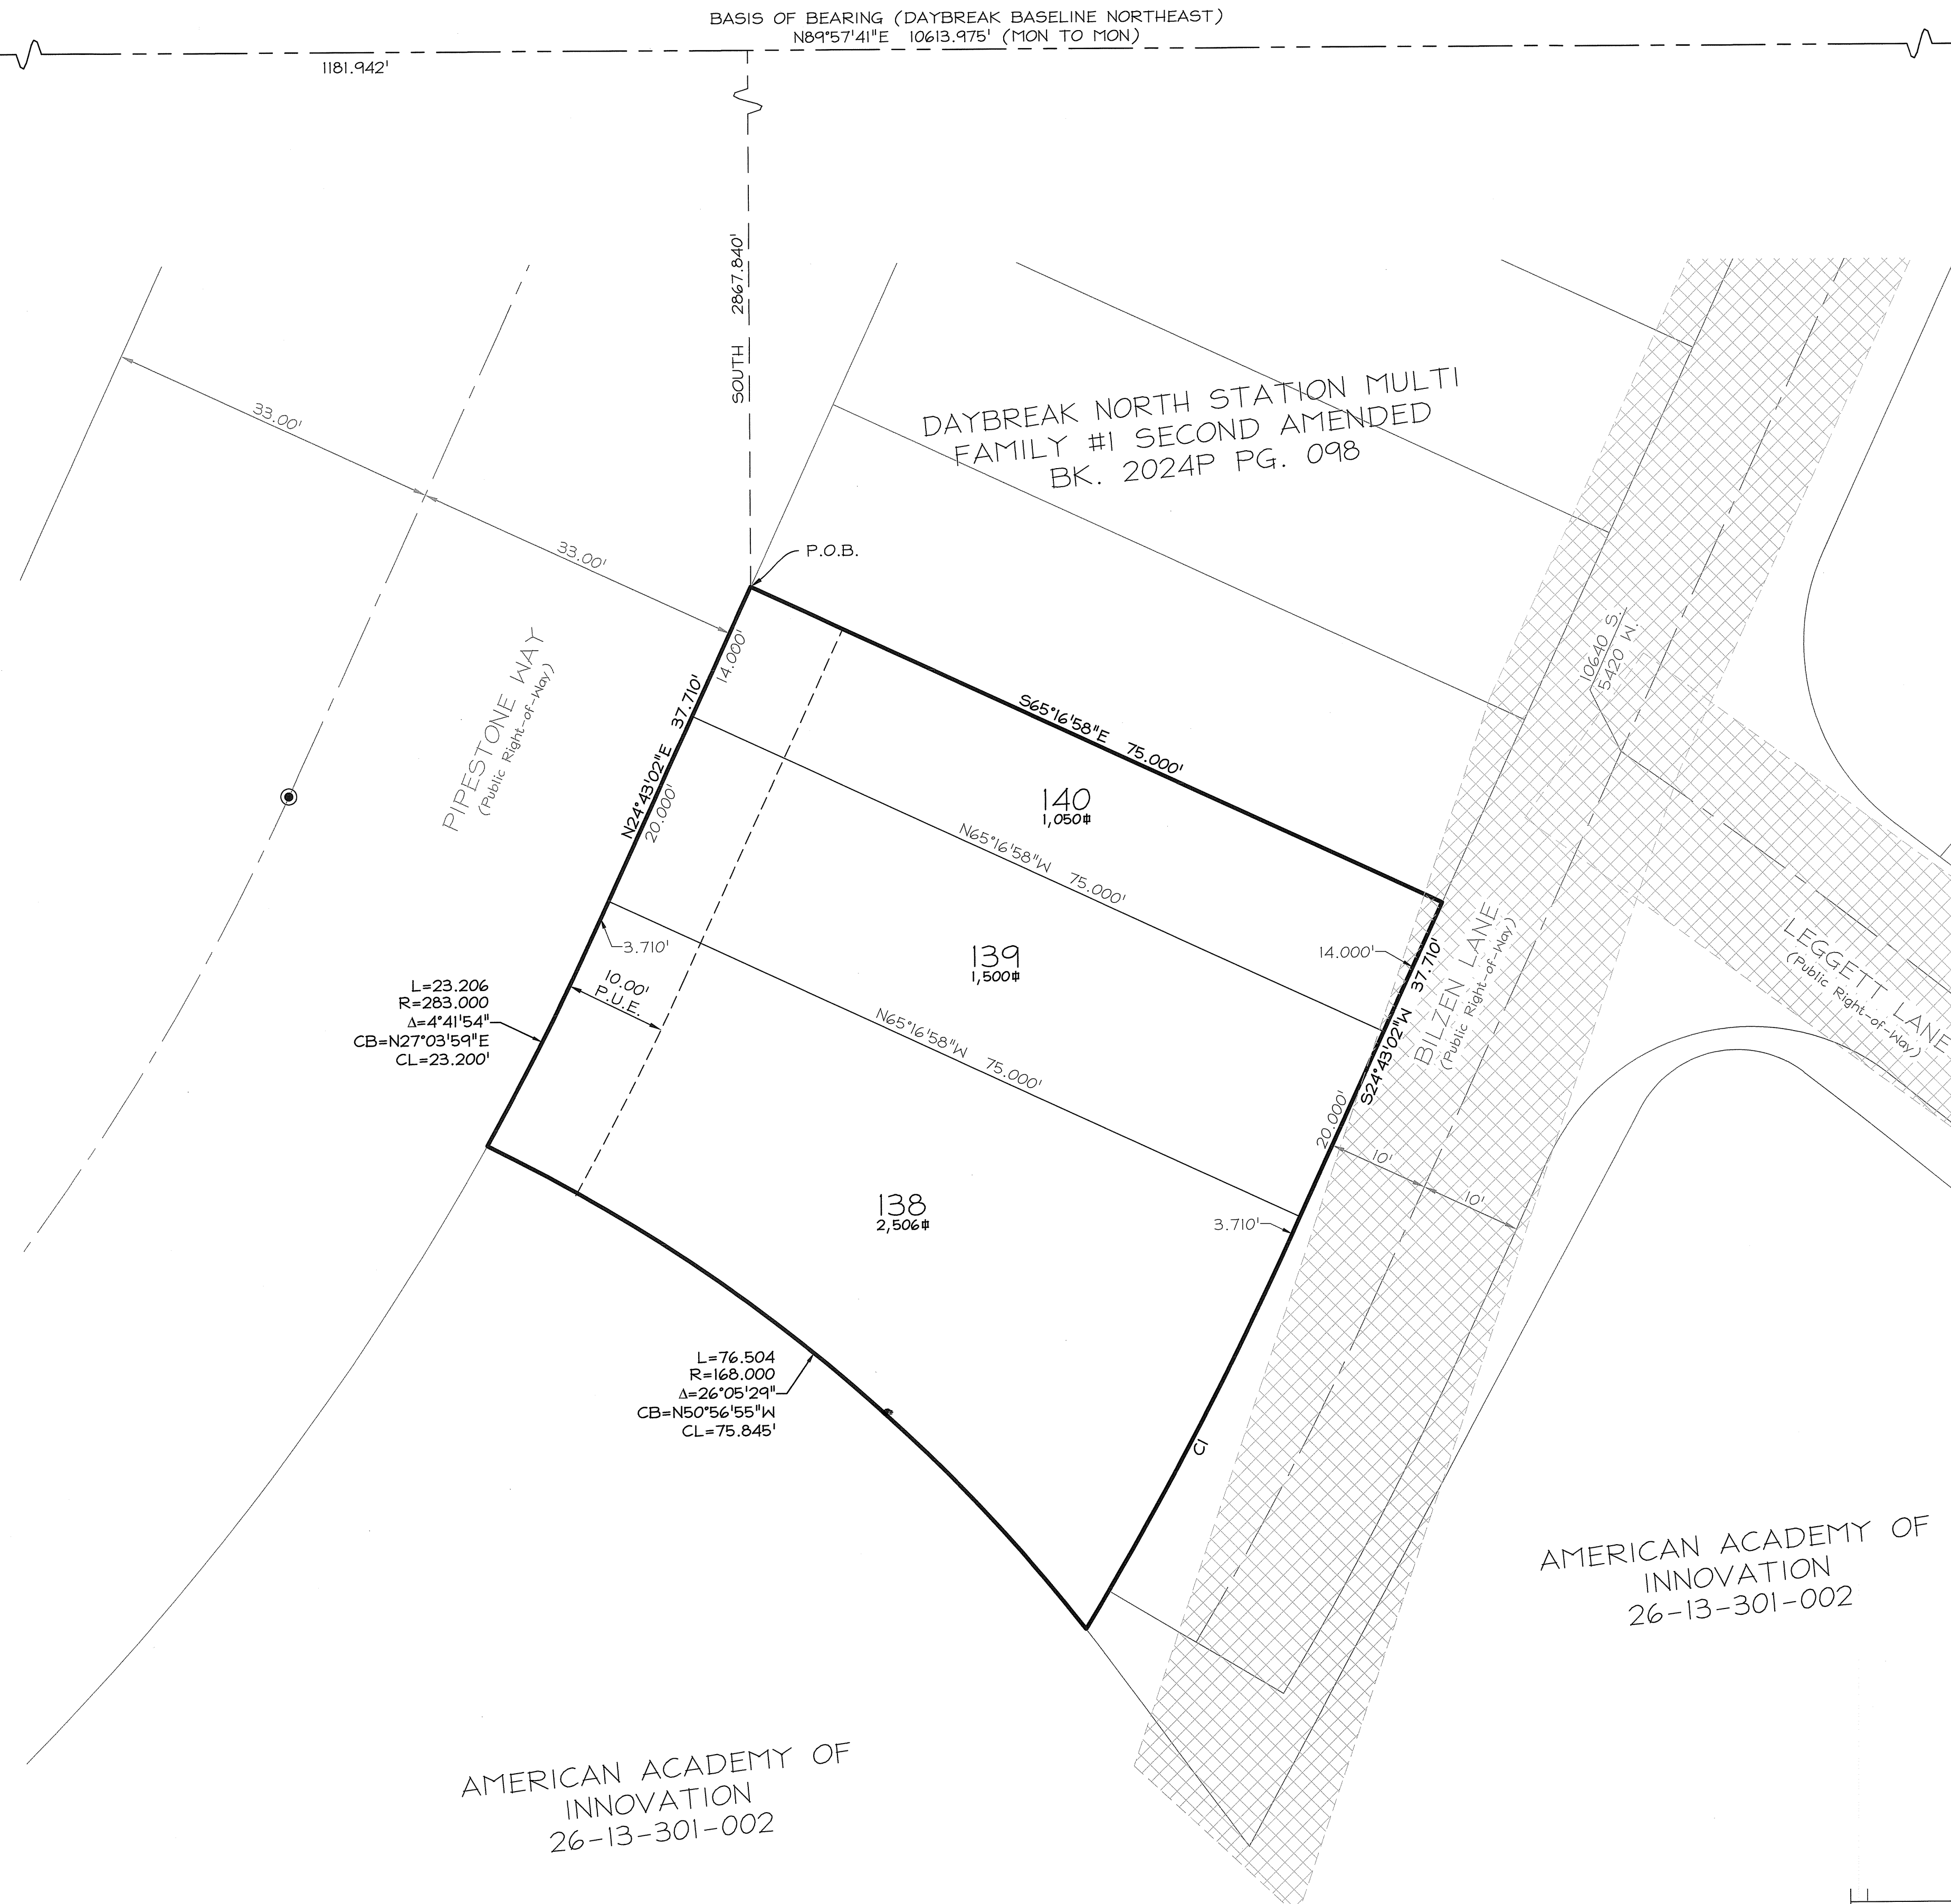 BASIS OF BEARING (DAYBREAK BASELINE NORTHEAST)
N89°57'41"E 10613.975' (MON TO MON)
1181.942'
SOUTH 2867.840'
DAYBREAK NORTH STATION MULTI
FAMILY #1 SECOND AMENDED
BK. 2024P PG. 098
33.00'
33.00'
P.O.B.
PIPESTONE WAY
(Public Right-of-Way)
N24°43'02"E 37.710'
14.000'
20.000'
3.710'
S65°16'58"E 75.000'
10640 S.
5420 W.
140
1,050⌗
N65°16'58"W 75.000'
139
1,500⌗
14.000'
S24°43'02"W 37.710'
BILZEN LANE
(Public Right-of-Way)
LEGGETT LANE
(Public Right-of-Way)
10.00'
P.U.E.
L=23.206
R=283.000
Δ=4°41'54"
CB=N27°03'59"E
CL=23.200'
N65°16'58"W 75.000'
20.000'
10'
10'
138
2,506⌗
3.710'
L=76.504
R=168.000
Δ=26°05'29"
CB=N50°56'55"W
CL=75.845'
C1
AMERICAN ACADEMY OF
INNOVATION
26-13-301-002
AMERICAN ACADEMY OF
INNOVATION
26-13-301-002